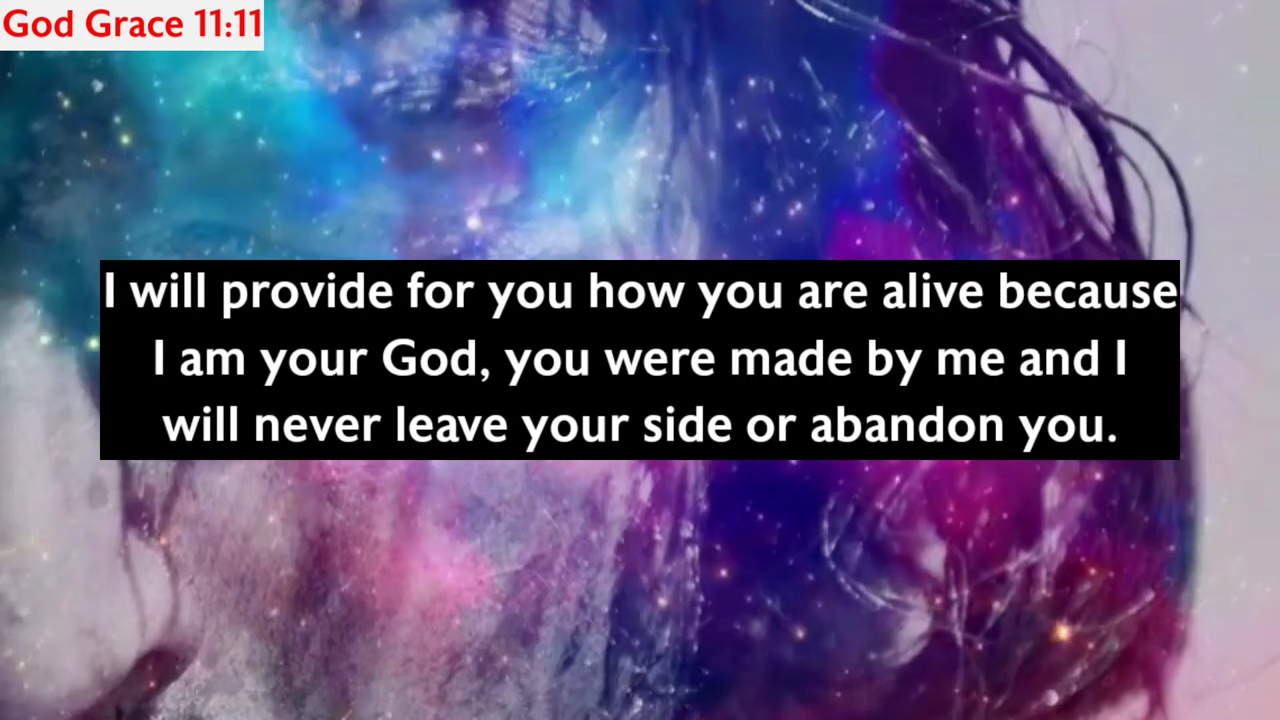 God Grace 11:11
I will provide for you how you are alive because
I am your God, you were made by me and I
will never leave your side or abandon you.